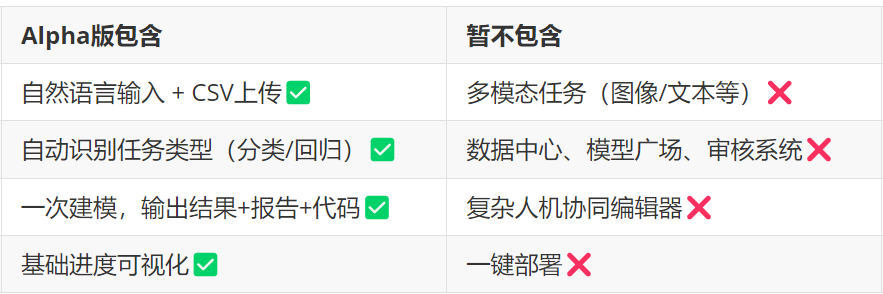 Alpha版包含 暂不包含
自然语言输入 + CSV上传✅ 多模态任务（图像/文本等）❌
自动识别任务类型（分类/回归）✅ 数据中心、模型广场、审核系统❌
一次建模，输出结果+报告+代码✅ 复杂人机协同编辑器❌
基础进度可视化✅ 一键部署❌